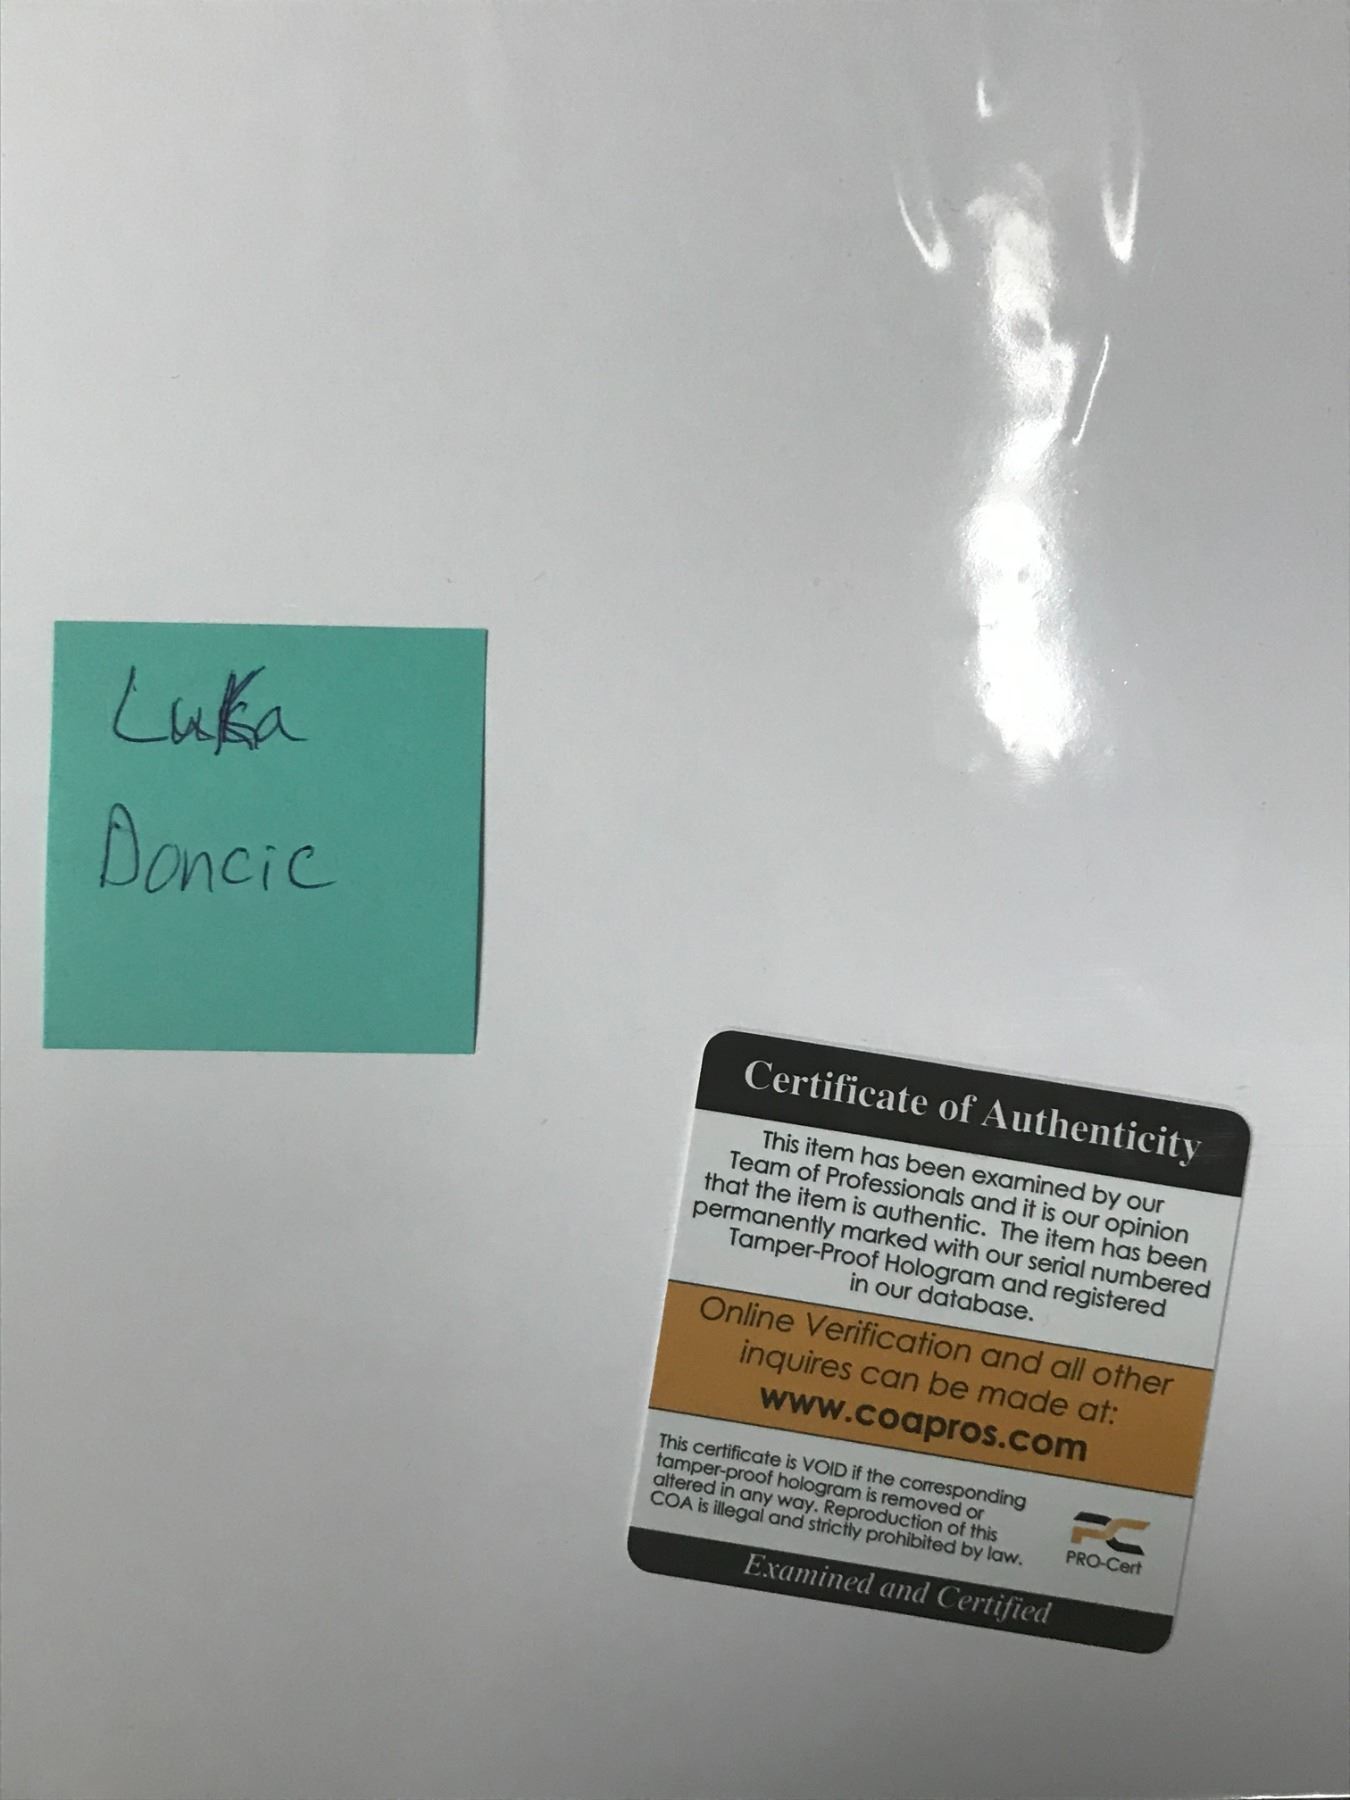 Luka
Doncic
Certificate of Authenticity
This item has been examined by our
Team of Professionals and it is our opinion
that the item is authentic. The item has been
permanently marked with our serial numbered
Tamper-Proof Hologram and registered
in our database.
Online Verification and all other
inquires can be made at:
www.coapros.com
This certificate is VOID if the corresponding
tamper-proof hologram is removed or
altered in any way. Reproduction of this
COA is illegal and strictly prohibited by law.
PC
PRO-Cert
Examined and Certified